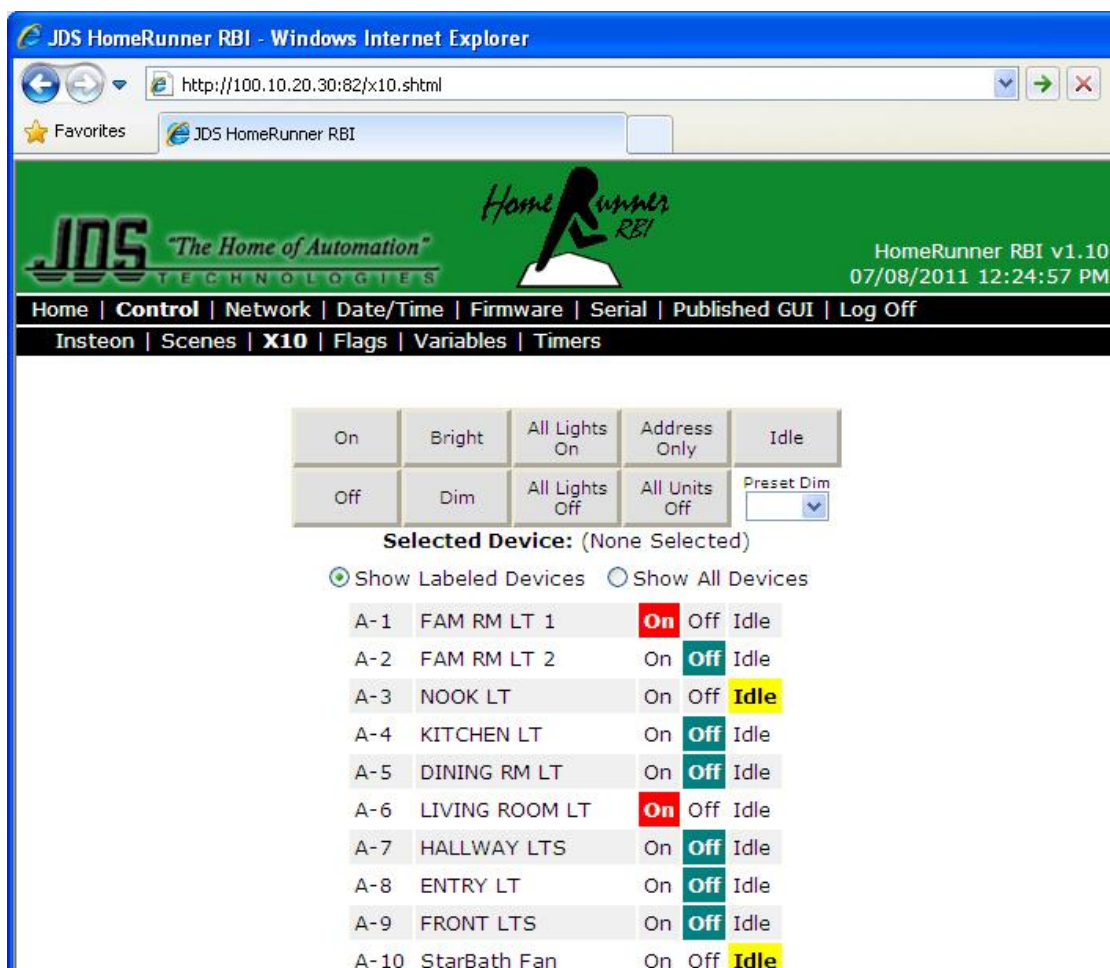 JDS HomeRunner RBI - Windows Internet Explorer
http://100.10.20.30:82/x10.shtml
Favorites JDS HomeRunner RBI
Home Runner
RBI
JDS "The Home of Automation"
TECHNOLOGIES
HomeRunner RBI v1.10
07/08/2011 12:24:57 PM
Home | Control | Network | Date/Time | Firmware | Serial | Published GUI | Log Off
Insteon | Scenes | X10 | Flags | Variables | Timers
On Bright All Lights On Address Only Idle
Off Dim All Lights Off All Units Off Preset Dim
Selected Device: (None Selected)
Show Labeled Devices Show All Devices
A-1 FAM RM LT 1 On Off Idle
A-2 FAM RM LT 2 On Off Idle
A-3 NOOK LT On Off Idle
A-4 KITCHEN LT On Off Idle
A-5 DINING RM LT On Off Idle
A-6 LIVING ROOM LT On Off Idle
A-7 HALLWAY LTS On Off Idle
A-8 ENTRY LT On Off Idle
A-9 FRONT LTS On Off Idle
A-10 StarBath Fan On Off Idle